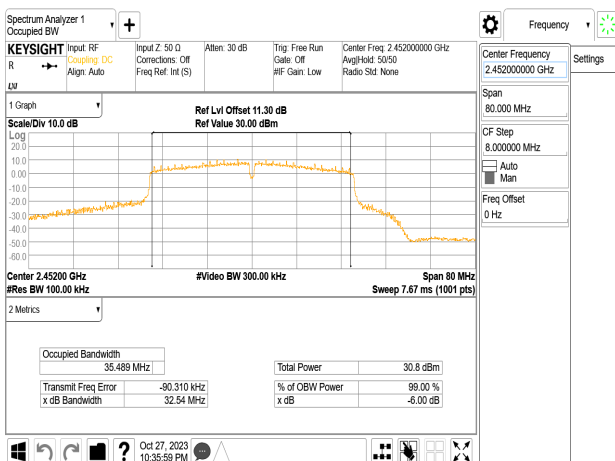 Spectrum Analyzer 1
Occupied BW
+
Frequency
KEYSIGHT
Input: RF
Input Z: 50 Ω
Atten: 30 dB
Trig: Free Run
Center Freq: 2.452000000 GHz
R
Coupling: DC
Corrections: Off
Gate: Off
Avg|Hold: 50/50
Align: Auto
Freq Ref: Int (S)
#IF Gain: Low
Radio Std: None
LXI
Center Frequency
2.452000000 GHz
Settings
Span
80.000 MHz
CF Step
8.000000 MHz
Auto
Man
Freq Offset
0 Hz
1 Graph
Ref Lvl Offset 11.30 dB
Scale/Div 10.0 dB
Ref Value 30.00 dBm
Log
20.0
10.0
0.00
-10.0
-20.0
-30.0
-40.0
-50.0
-60.0
Center 2.45200 GHz
#Video BW 300.00 kHz
Span 80 MHz
#Res BW 100.00 kHz
Sweep 7.67 ms (1001 pts)
2 Metrics
Occupied Bandwidth
35.489 MHz
Total Power
30.8 dBm
Transmit Freq Error
-90.310 kHz
% of OBW Power
99.00 %
x dB Bandwidth
32.54 MHz
x dB
-6.00 dB
?
Oct 27, 2023
10:35:59 PM